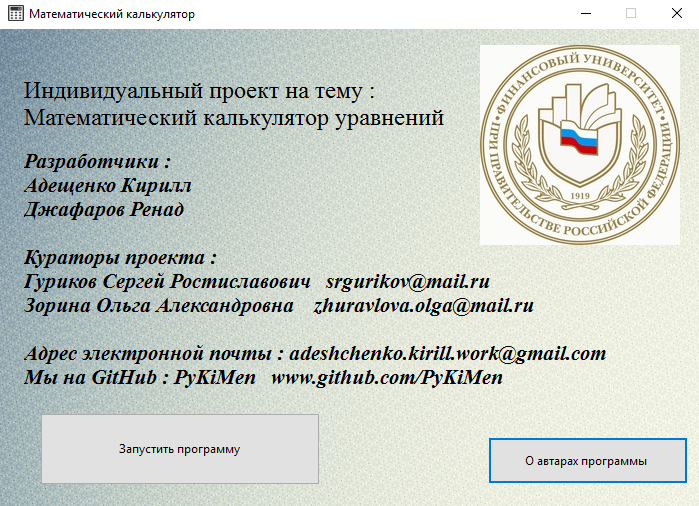 Математический калькулятор
Индивидуальный проект на тему :
Математический калькулятор уравнений
Разработчики :
Адещенко Кирилл
Джафаров Ренад
Кураторы проекта :
Гуриков Сергей Ростиславович srgurikov@mail.ru
Зорина Ольга Александровна zhuravlova.olga@mail.ru
Адрес электронной почты : adeshchenko.kirill.work@gmail.com
Мы на GitHub : PyKiMen www.github.com/PyKiMen
ФИНАНСОВЫЙ УНИВЕРСИТЕТ
ПРИ ПРАВИТЕЛЬСТВЕ РОССИЙСКОЙ ФЕДЕРАЦИИ
1919
Запустить программу
О автарах программы